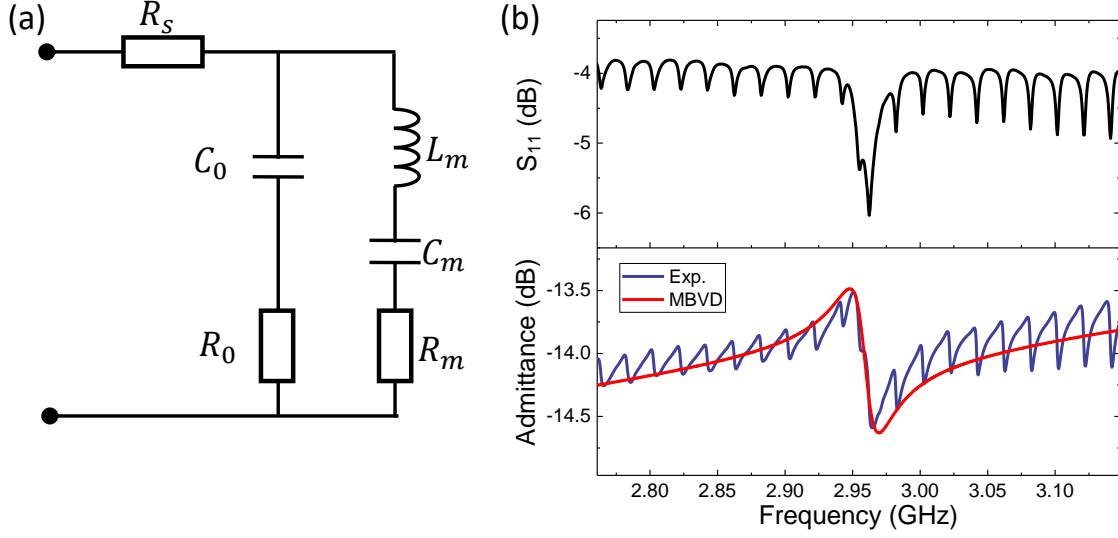 (a)
R_s
C_0
L_m
C_m
R_0
R_m
(b)
S_11 (dB)
-4
-5
-6
Admittance (dB)
-13.5
-14.0
-14.5
Exp.
MBVD
2.80 2.85 2.90 2.95 3.00 3.05 3.10
Frequency (GHz)